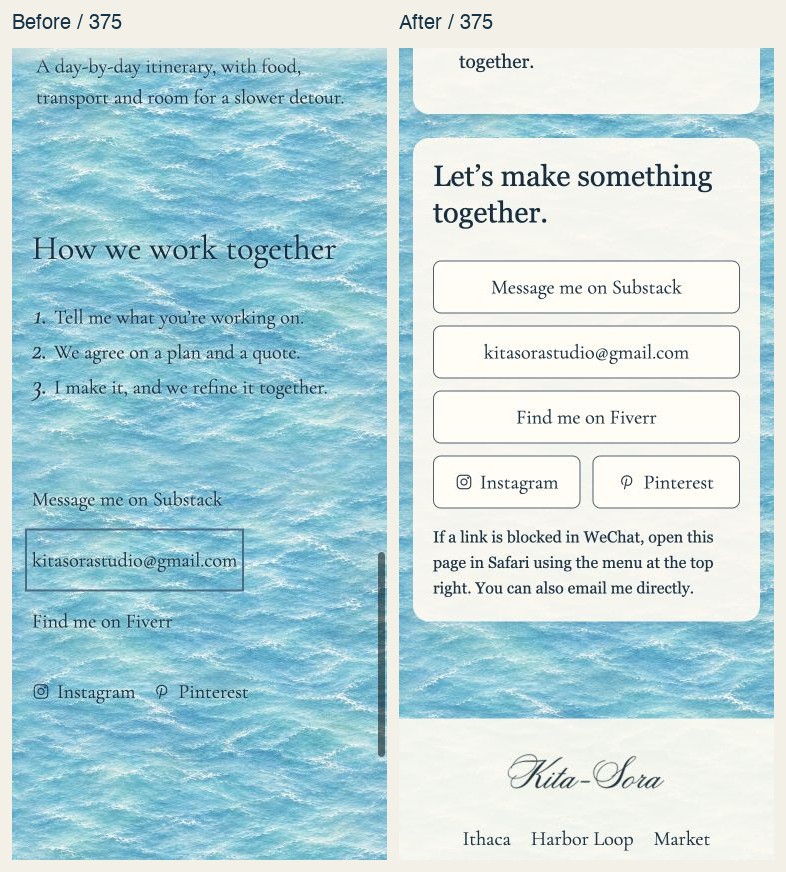 Before / 375
A day-by-day itinerary, with food,
transport and room for a slower detour.
How we work together
1. Tell me what you're working on.
2. We agree on a plan and a quote.
3. I make it, and we refine it together.
Message me on Substack
kitasorastudio@gmail.com
Find me on Fiverr
Instagram Pinterest
After / 375
together.
Let's make something
together.
Message me on Substack
kitasorastudio@gmail.com
Find me on Fiverr
Instagram Pinterest
If a link is blocked in WeChat, open this
page in Safari using the menu at the top
right. You can also email me directly.
Kita-Sora
Ithaca Harbor Loop Market